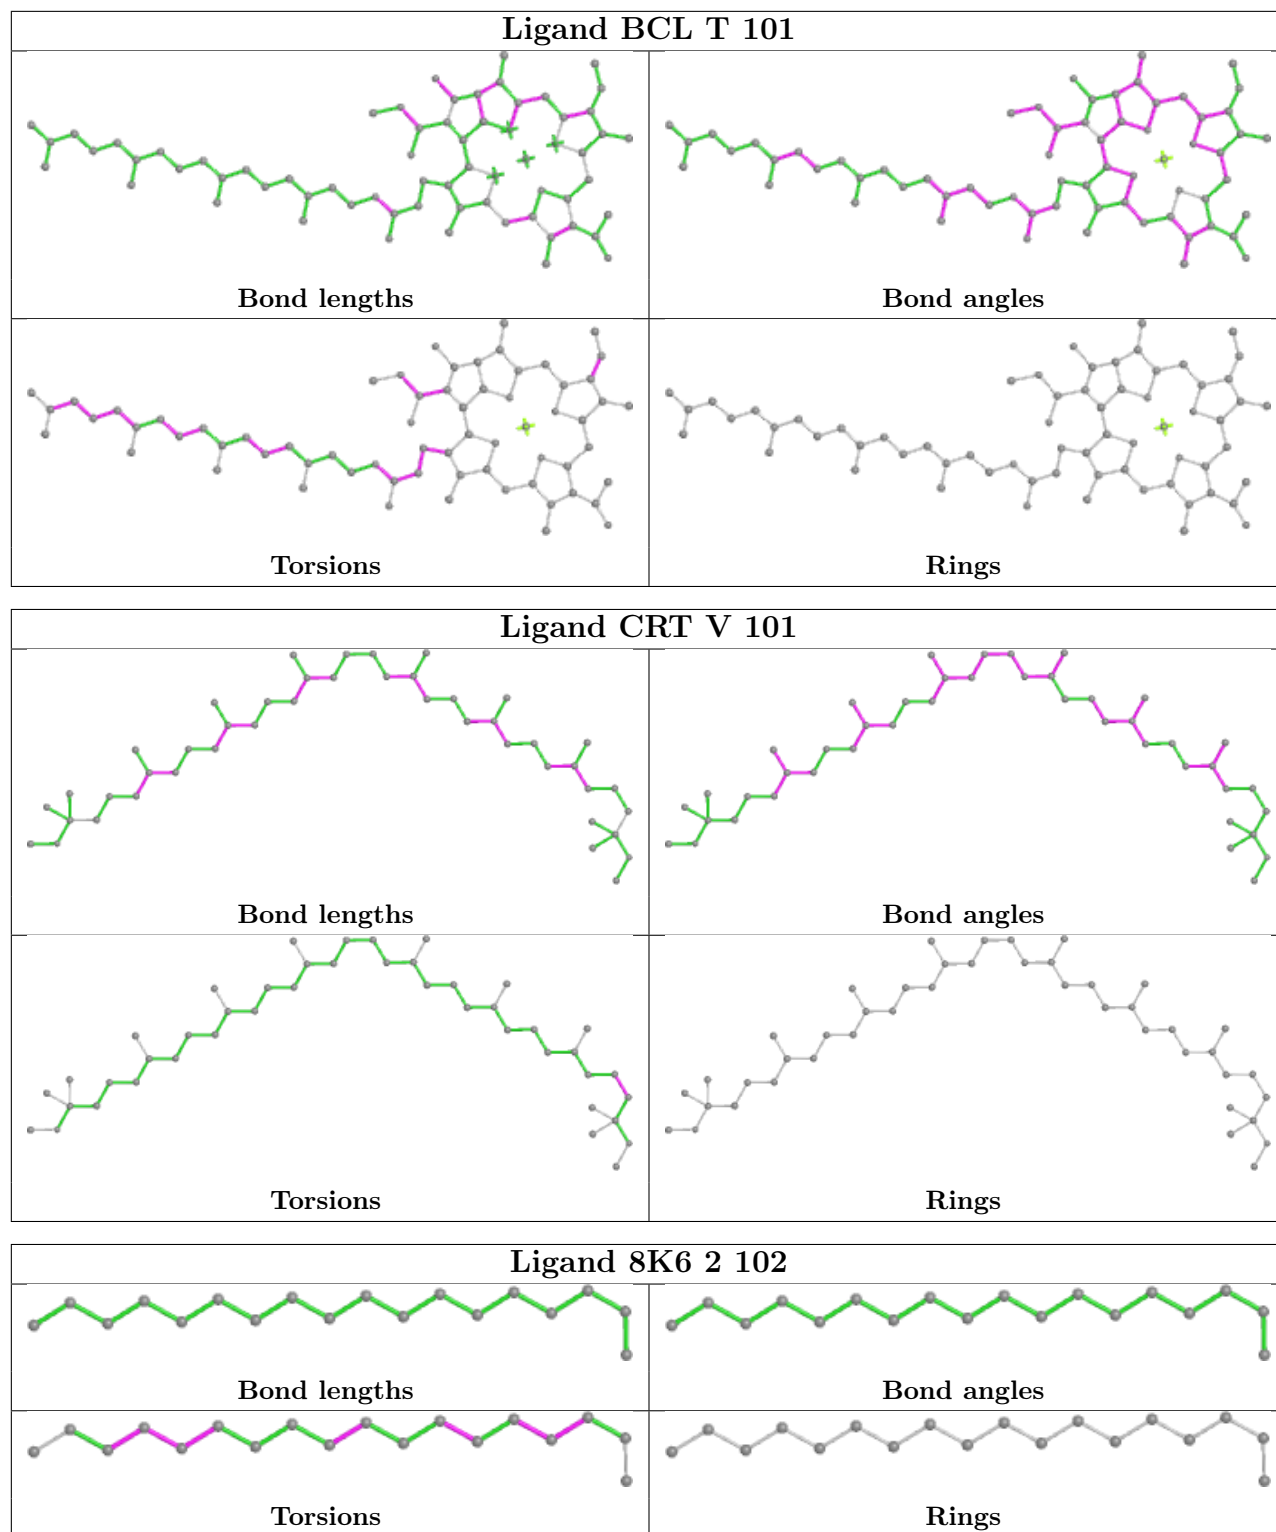 Ligand BCL T 101
Bond lengths
Bond angles
Torsions
Rings
Ligand CRT V 101
Bond lengths
Bond angles
Torsions
Rings
Ligand 8K6 2 102
Bond lengths
Bond angles
Torsions
Rings